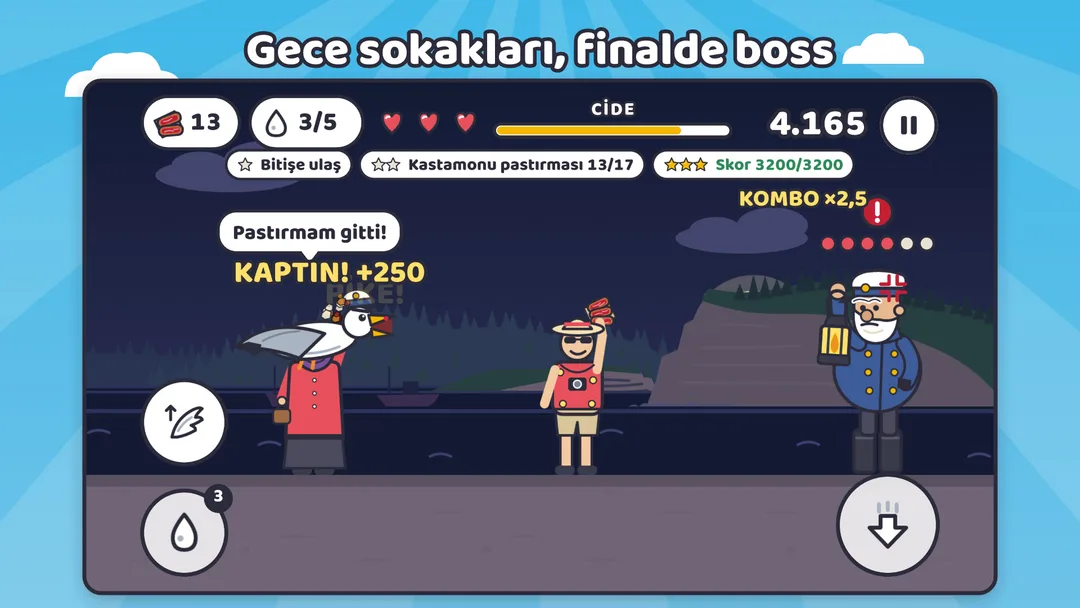 Gece sokakları, finalde boss
13
3/5
CİDE
4.165
Bitişe ulaş
Kastamonu pastırması 13/17
Skor 3200/3200
KOMBO ×2,5
!
Pastırmam gitti!
KAPTIN! +250
3